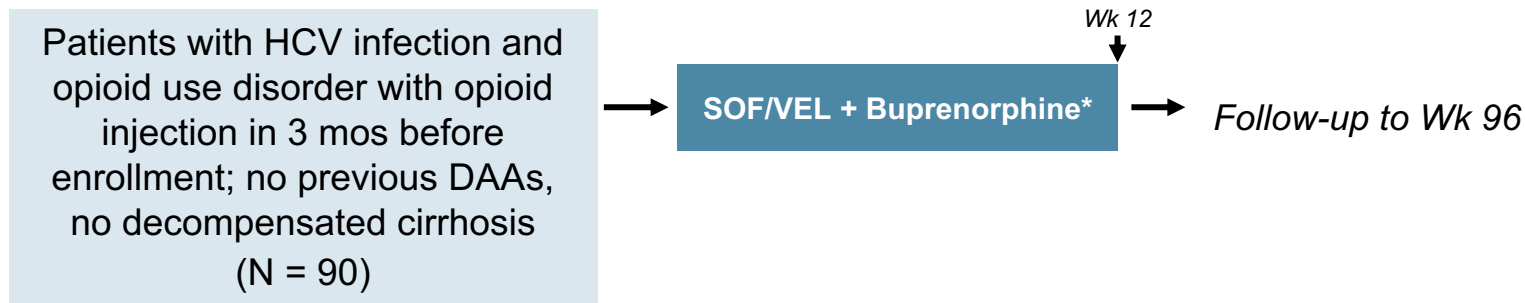 Patients with HCV infection and
opioid use disorder with opioid
injection in 3 mos before
enrollment; no previous DAAs,
no decompensated cirrhosis
(N = 90)
Wk 12
SOF/VEL + Buprenorphine*
Follow-up to Wk 96